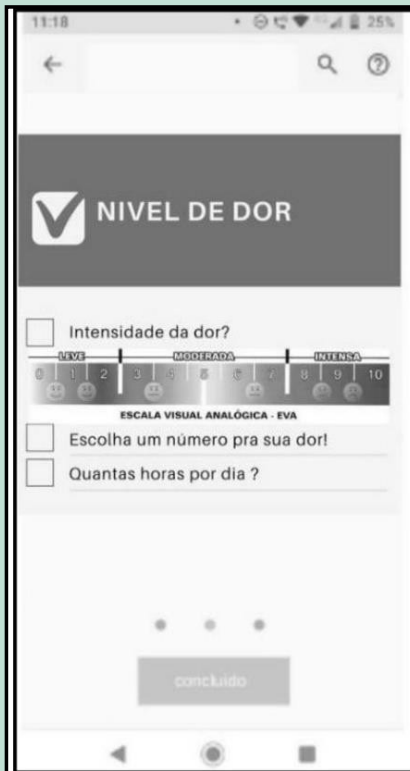 11:18 25%
NIVEL DE DOR
Intensidade da dor?
LEVE MODERADA INTENSA
0 1 2 3 4 5 6 7 8 9 10
ESCALA VISUAL ANALÓGICA - EVA
Escolha um número pra sua dor!
Quantas horas por dia ?
concluído